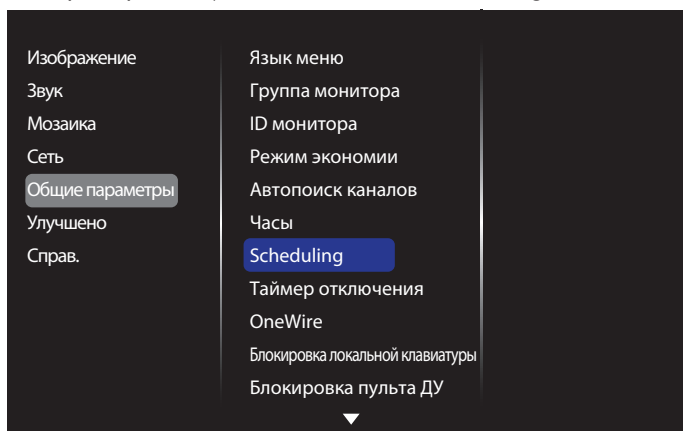 Изображение
Звук
Мозаика
Сеть
Общие параметры
Улучшено
Справ.
Язык меню
Группа монитора
ID монитора
Режим экономии
Автопоиск каналов
Часы
Scheduling
Таймер отключения
OneWire
Блокировка локальной клавиатуры
Блокировка пульта ДУ